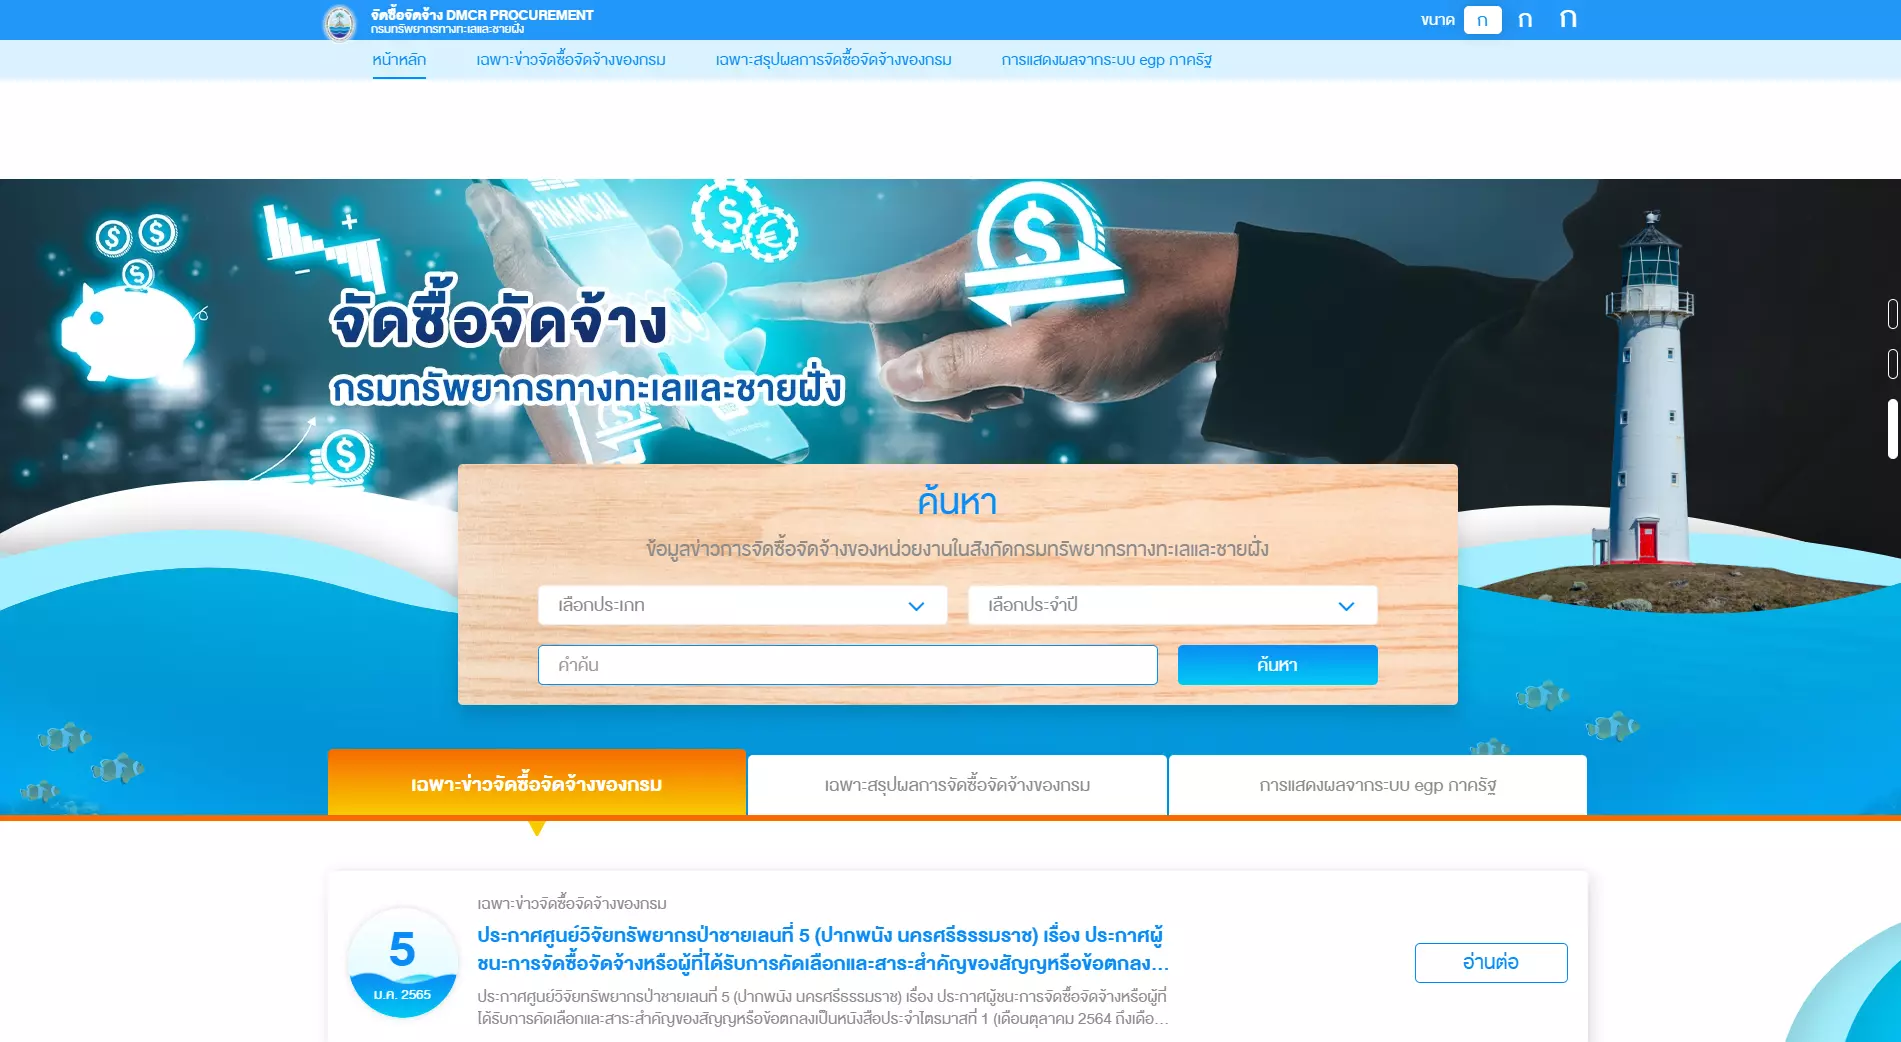 จัดซื้อจัดจ้าง DMCR PROCUREMENT
กรมทรัพยากรทางทะเลและชายฝั่ง
ขนาด ก ก ก
หน้าหลัก เฉพาะข่าวจัดซื้อจัดจ้างของกรม เฉพาะสรุปผลการจัดซื้อจัดจ้างของกรม การแสดงผลจากระบบ egp ภาครัฐ
FINANCIAL
จัดซื้อจัดจ้าง
กรมทรัพยากรทางทะเลและชายฝั่ง
ค้นหา
ข้อมูลข่าวการจัดซื้อจัดจ้างของหน่วยงานในสังกัดกรมทรัพยากรทางทะเลและชายฝั่ง
เลือกประเภท เลือกประจำปี
คำค้น ค้นหา
เฉพาะข่าวจัดซื้อจัดจ้างของกรม เฉพาะสรุปผลการจัดซื้อจัดจ้างของกรม การแสดงผลจากระบบ egp ภาครัฐ
เฉพาะข่าวจัดซื้อจัดจ้างของกรม
5
ม.ค. 2565
ประกาศศูนย์วิจัยทรัพยากรป่าชายเลนที่ 5 (ปากพนัง นครศรีธรรมราช) เรื่อง ประกาศผู้
ชนะการจัดซื้อจัดจ้างหรือผู้ที่ได้รับการคัดเลือกและสาระสำคัญของสัญญหรือข้อตกลง...
อ่านต่อ
ประกาศศูนย์วิจัยทรัพยากรป่าชายเลนที่ 5 (ปากพนัง นครศรีธรรมราช) เรื่อง ประกาศผู้ชนะการจัดซื้อจัดจ้างหรือผู้ที่
ได้รับการคัดเลือกและสาระสำคัญของสัญญหรือข้อตกลงเป็นหนังสือประจำไตรมาสที่ 1 (เดือนตุลาคม 2564 ถึงเดือ...